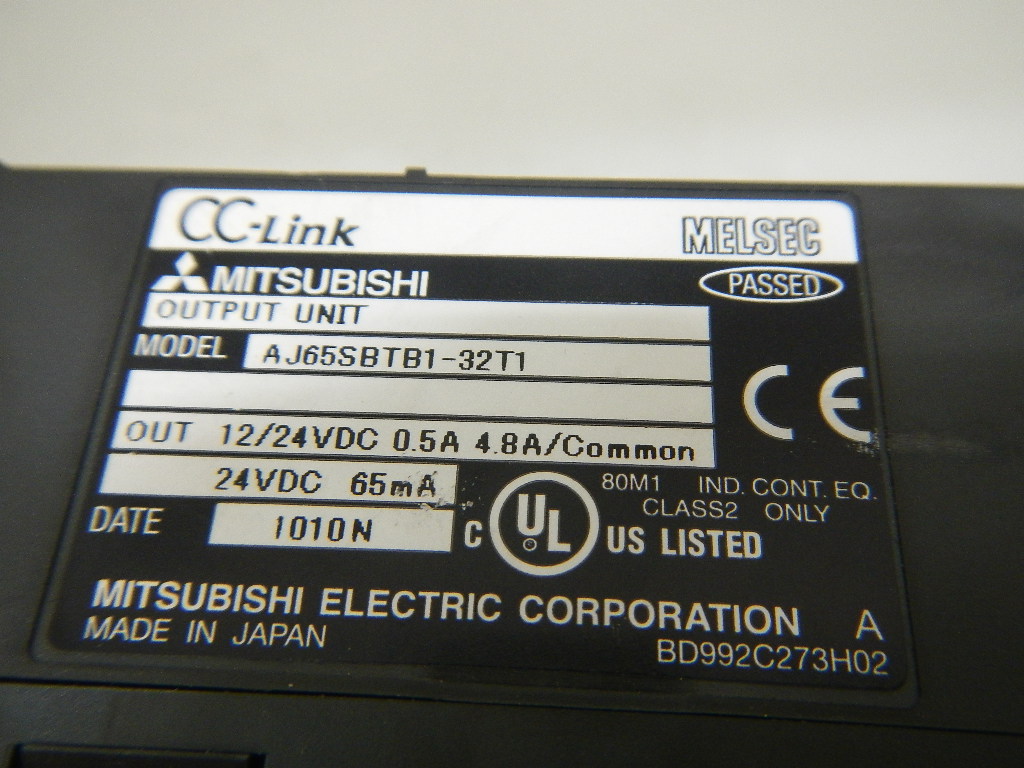 CC-Link MELSEC
MITSUBISHI PASSED
OUTPUT UNIT
MODEL AJ65SBTB1-32T1
CE
OUT 12/24VDC 0.5A 4.8A/Common
24VDC 65mA
80M1 IND. CONT. EQ.
CLASS2 ONLY
DATE 1010N
C UL US LISTED
MITSUBISHI ELECTRIC CORPORATION A
MADE IN JAPAN BD992C273H02